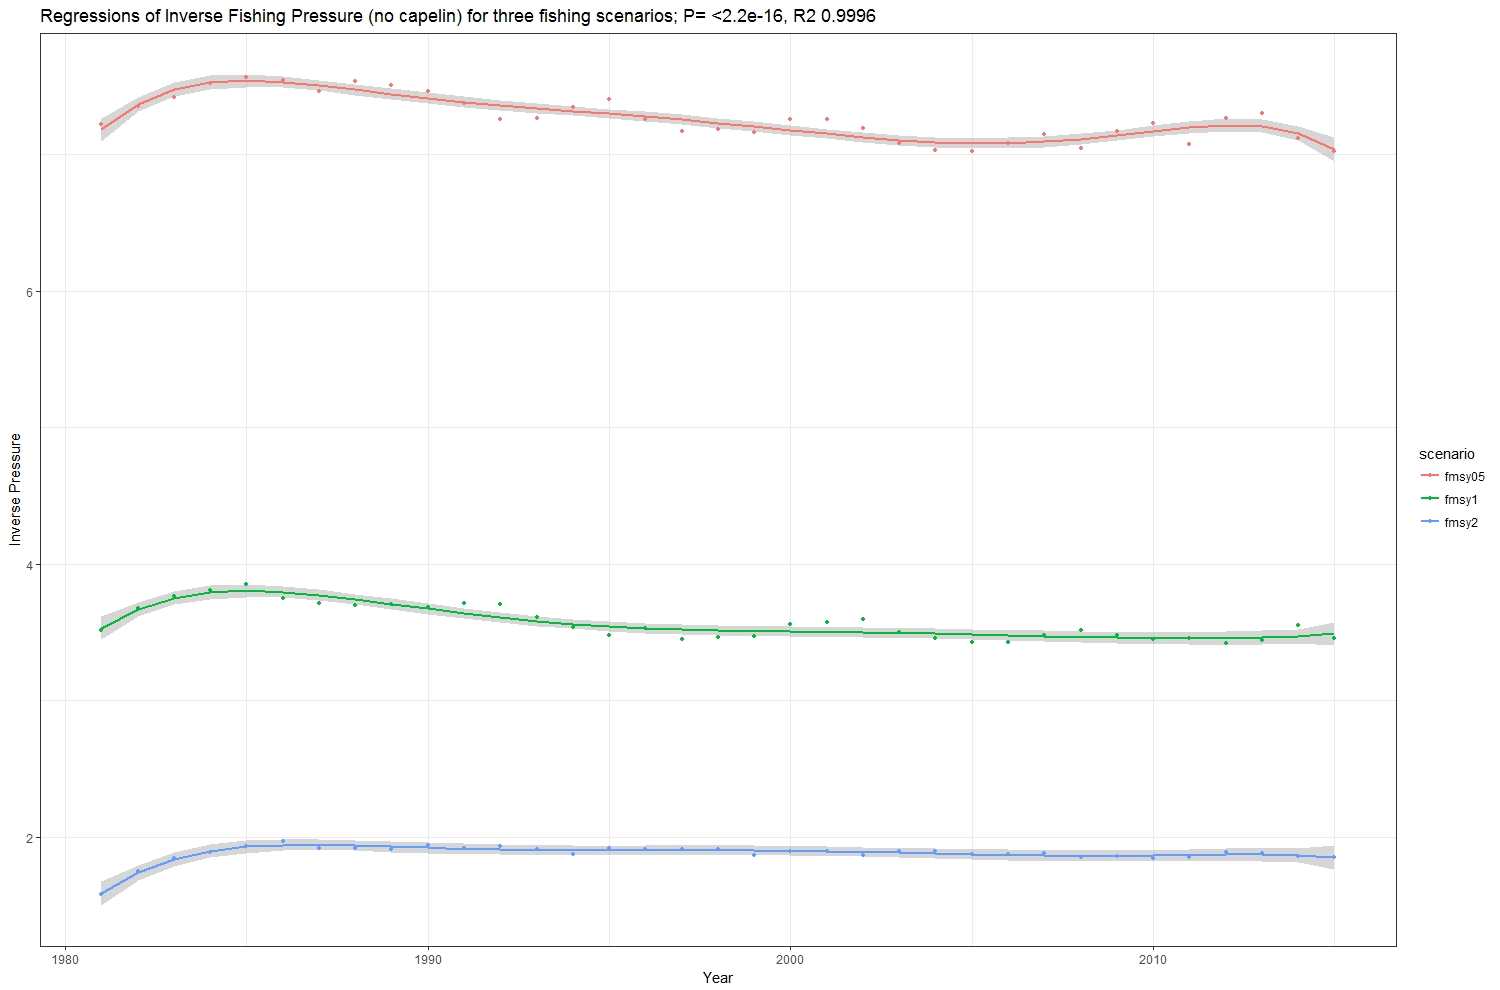 Regressions of Inverse Fishing Pressure (no capelin) for three fishing scenarios; P= <2.2e-16, R2 0.9996
Inverse Pressure
6
4
2
1980
1990
2000
2010
Year
scenario
fmsy05
fmsy1
fmsy2